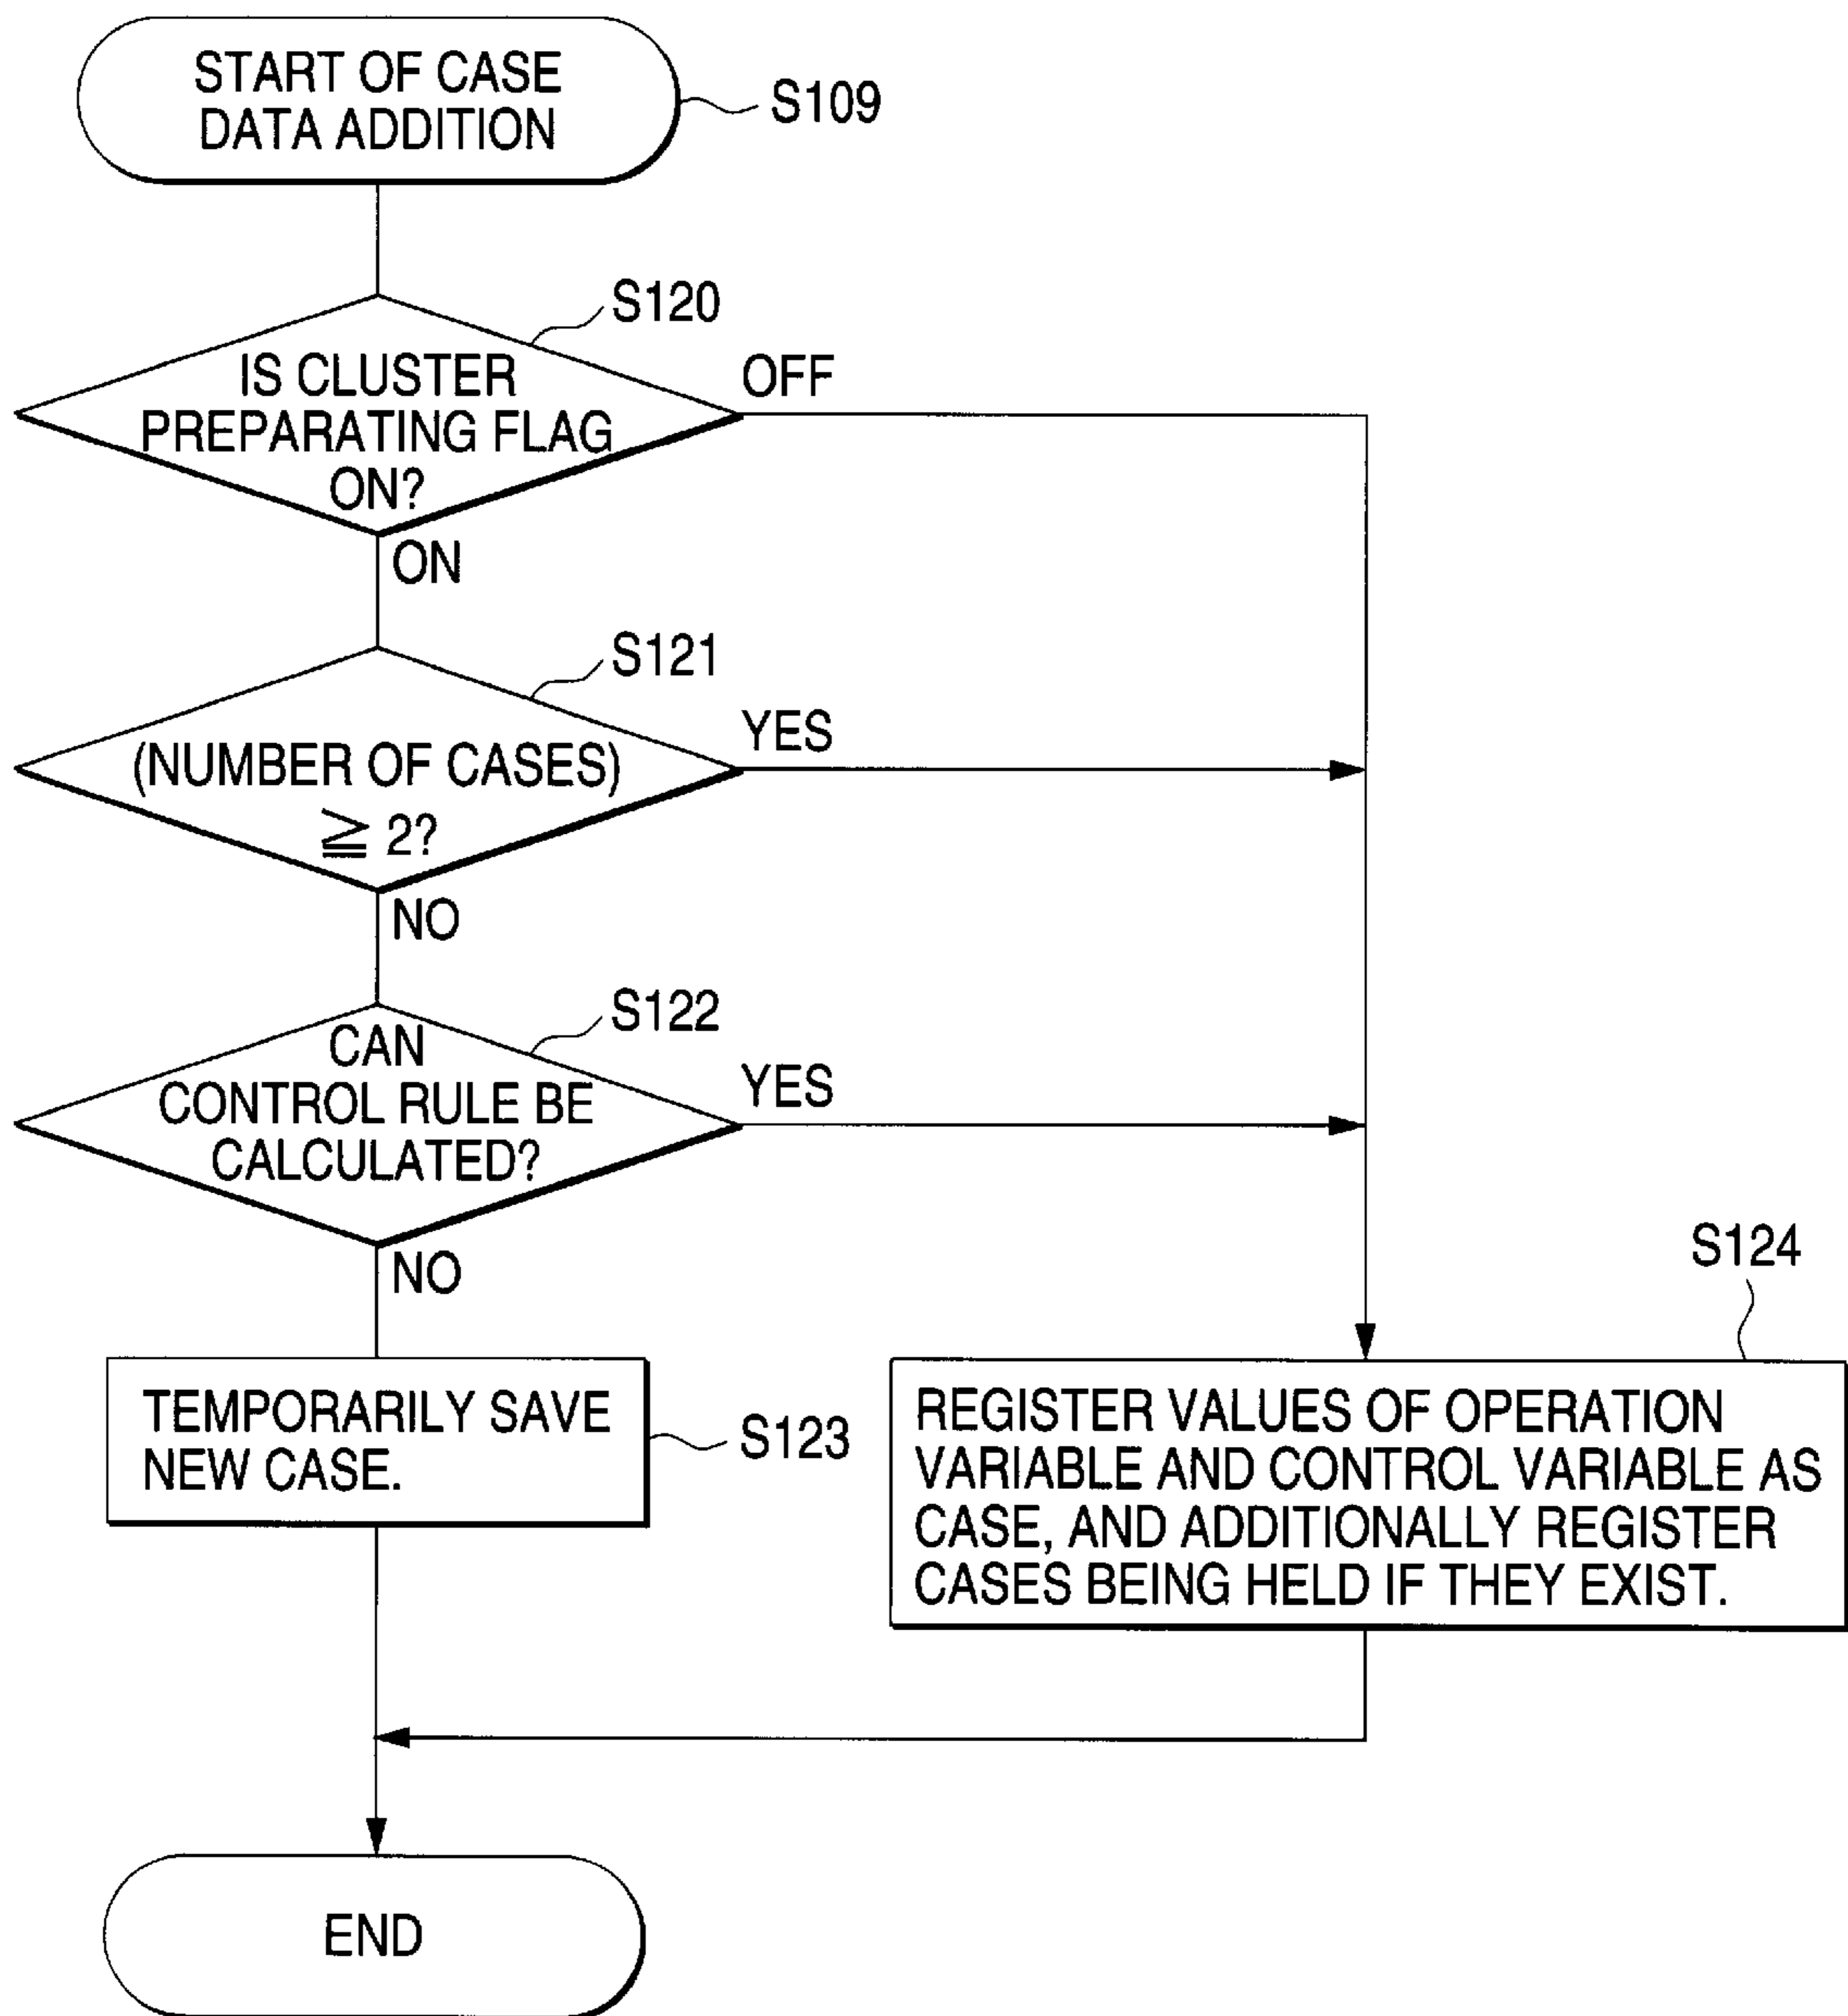 START OF CASE
DATA ADDITION
S109
S120
IS CLUSTER
PREPARATING FLAG
ON?
OFF
ON
S121
(NUMBER OF CASES)
≧ 2?
YES
NO
S122
CAN
CONTROL RULE BE
CALCULATED?
YES
NO
S124
TEMPORARILY SAVE
NEW CASE.
S123
REGISTER VALUES OF OPERATION
VARIABLE AND CONTROL VARIABLE AS
CASE, AND ADDITIONALLY REGISTER
CASES BEING HELD IF THEY EXIST.
END